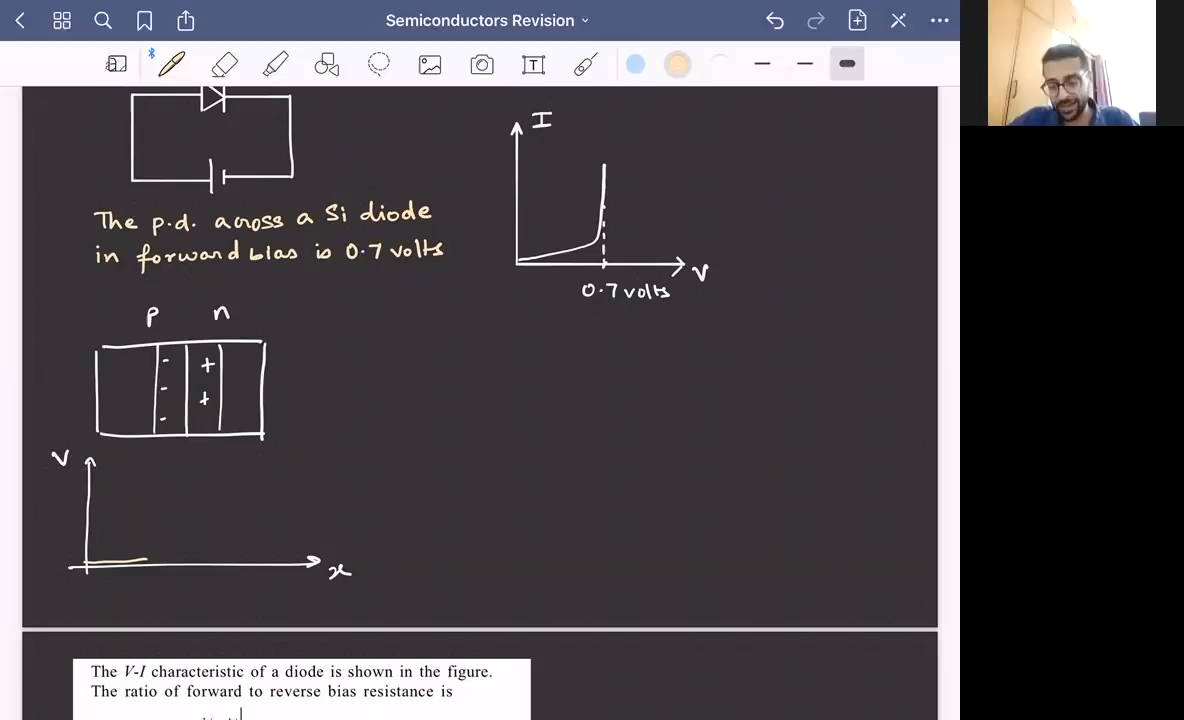 Semiconductors Revision
I
The p.d. across a Si diode
in forward bias is 0.7 volts
V
0.7 volts
p n
- +
- +
-
V
x
The V-I characteristic of a diode is shown in the figure.
The ratio of forward to reverse bias resistance is